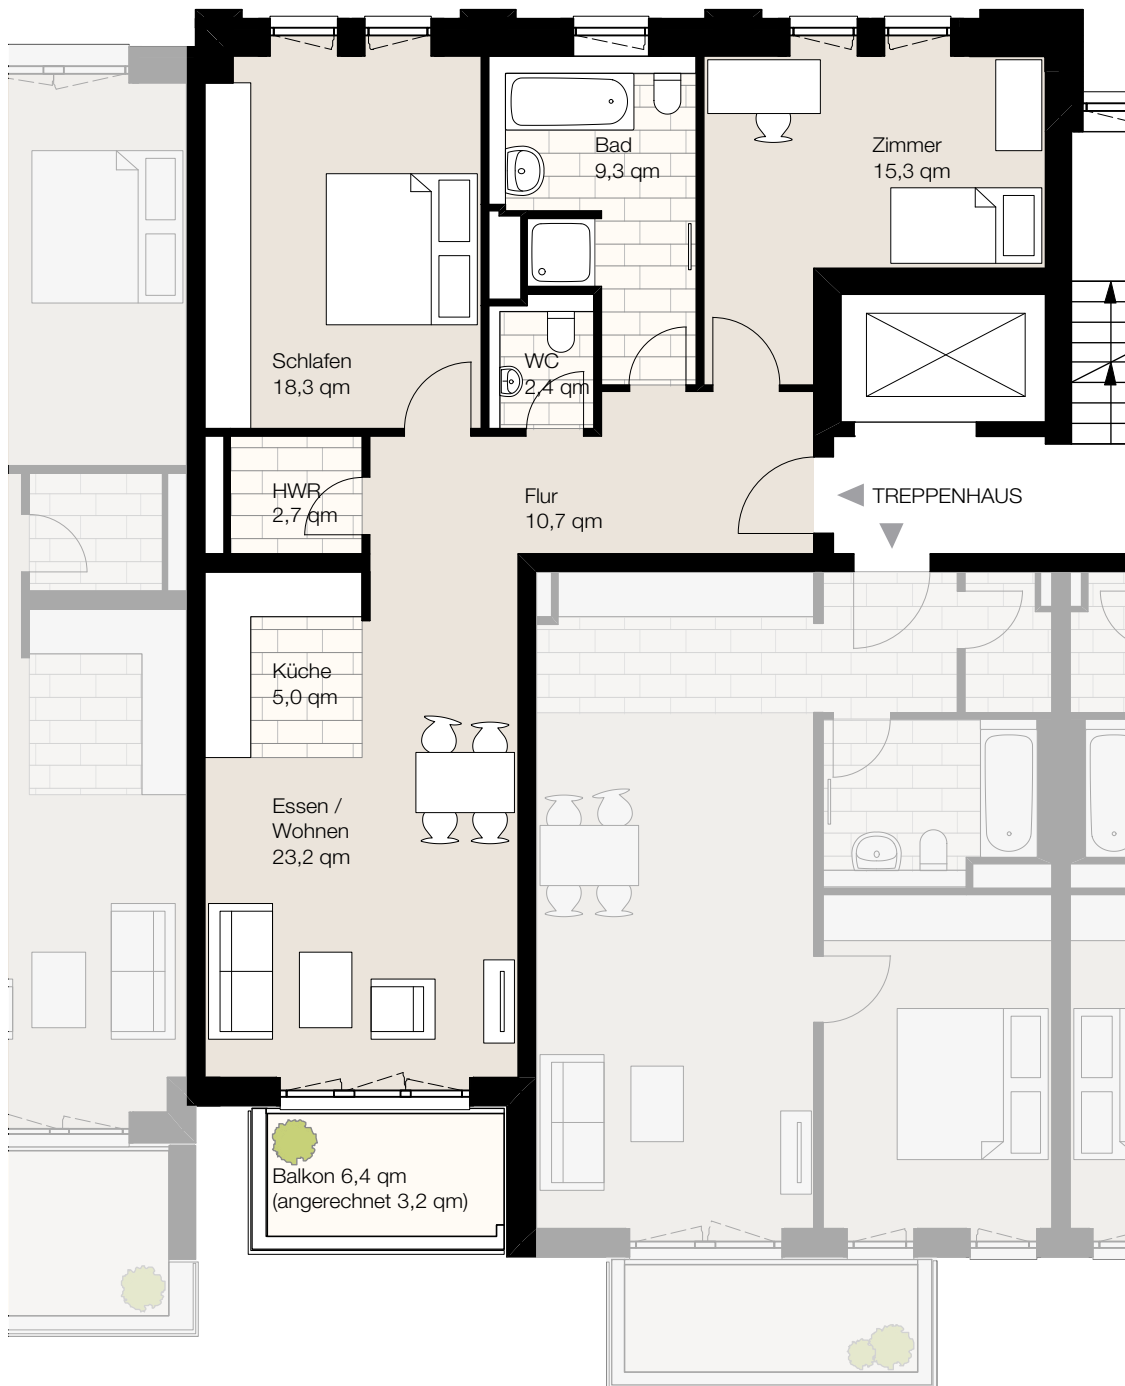 Bad
9,3 qm
Zimmer
15,3 qm
Schlafen
18,3 qm
WC
2,4 qm
HWR
2,7 qm
Flur
10,7 qm
TREPPENHAUS
Küche
5,0 qm
Essen /
Wohnen
23,2 qm
Balkon 6,4 qm
(angerechnet 3,2 qm)